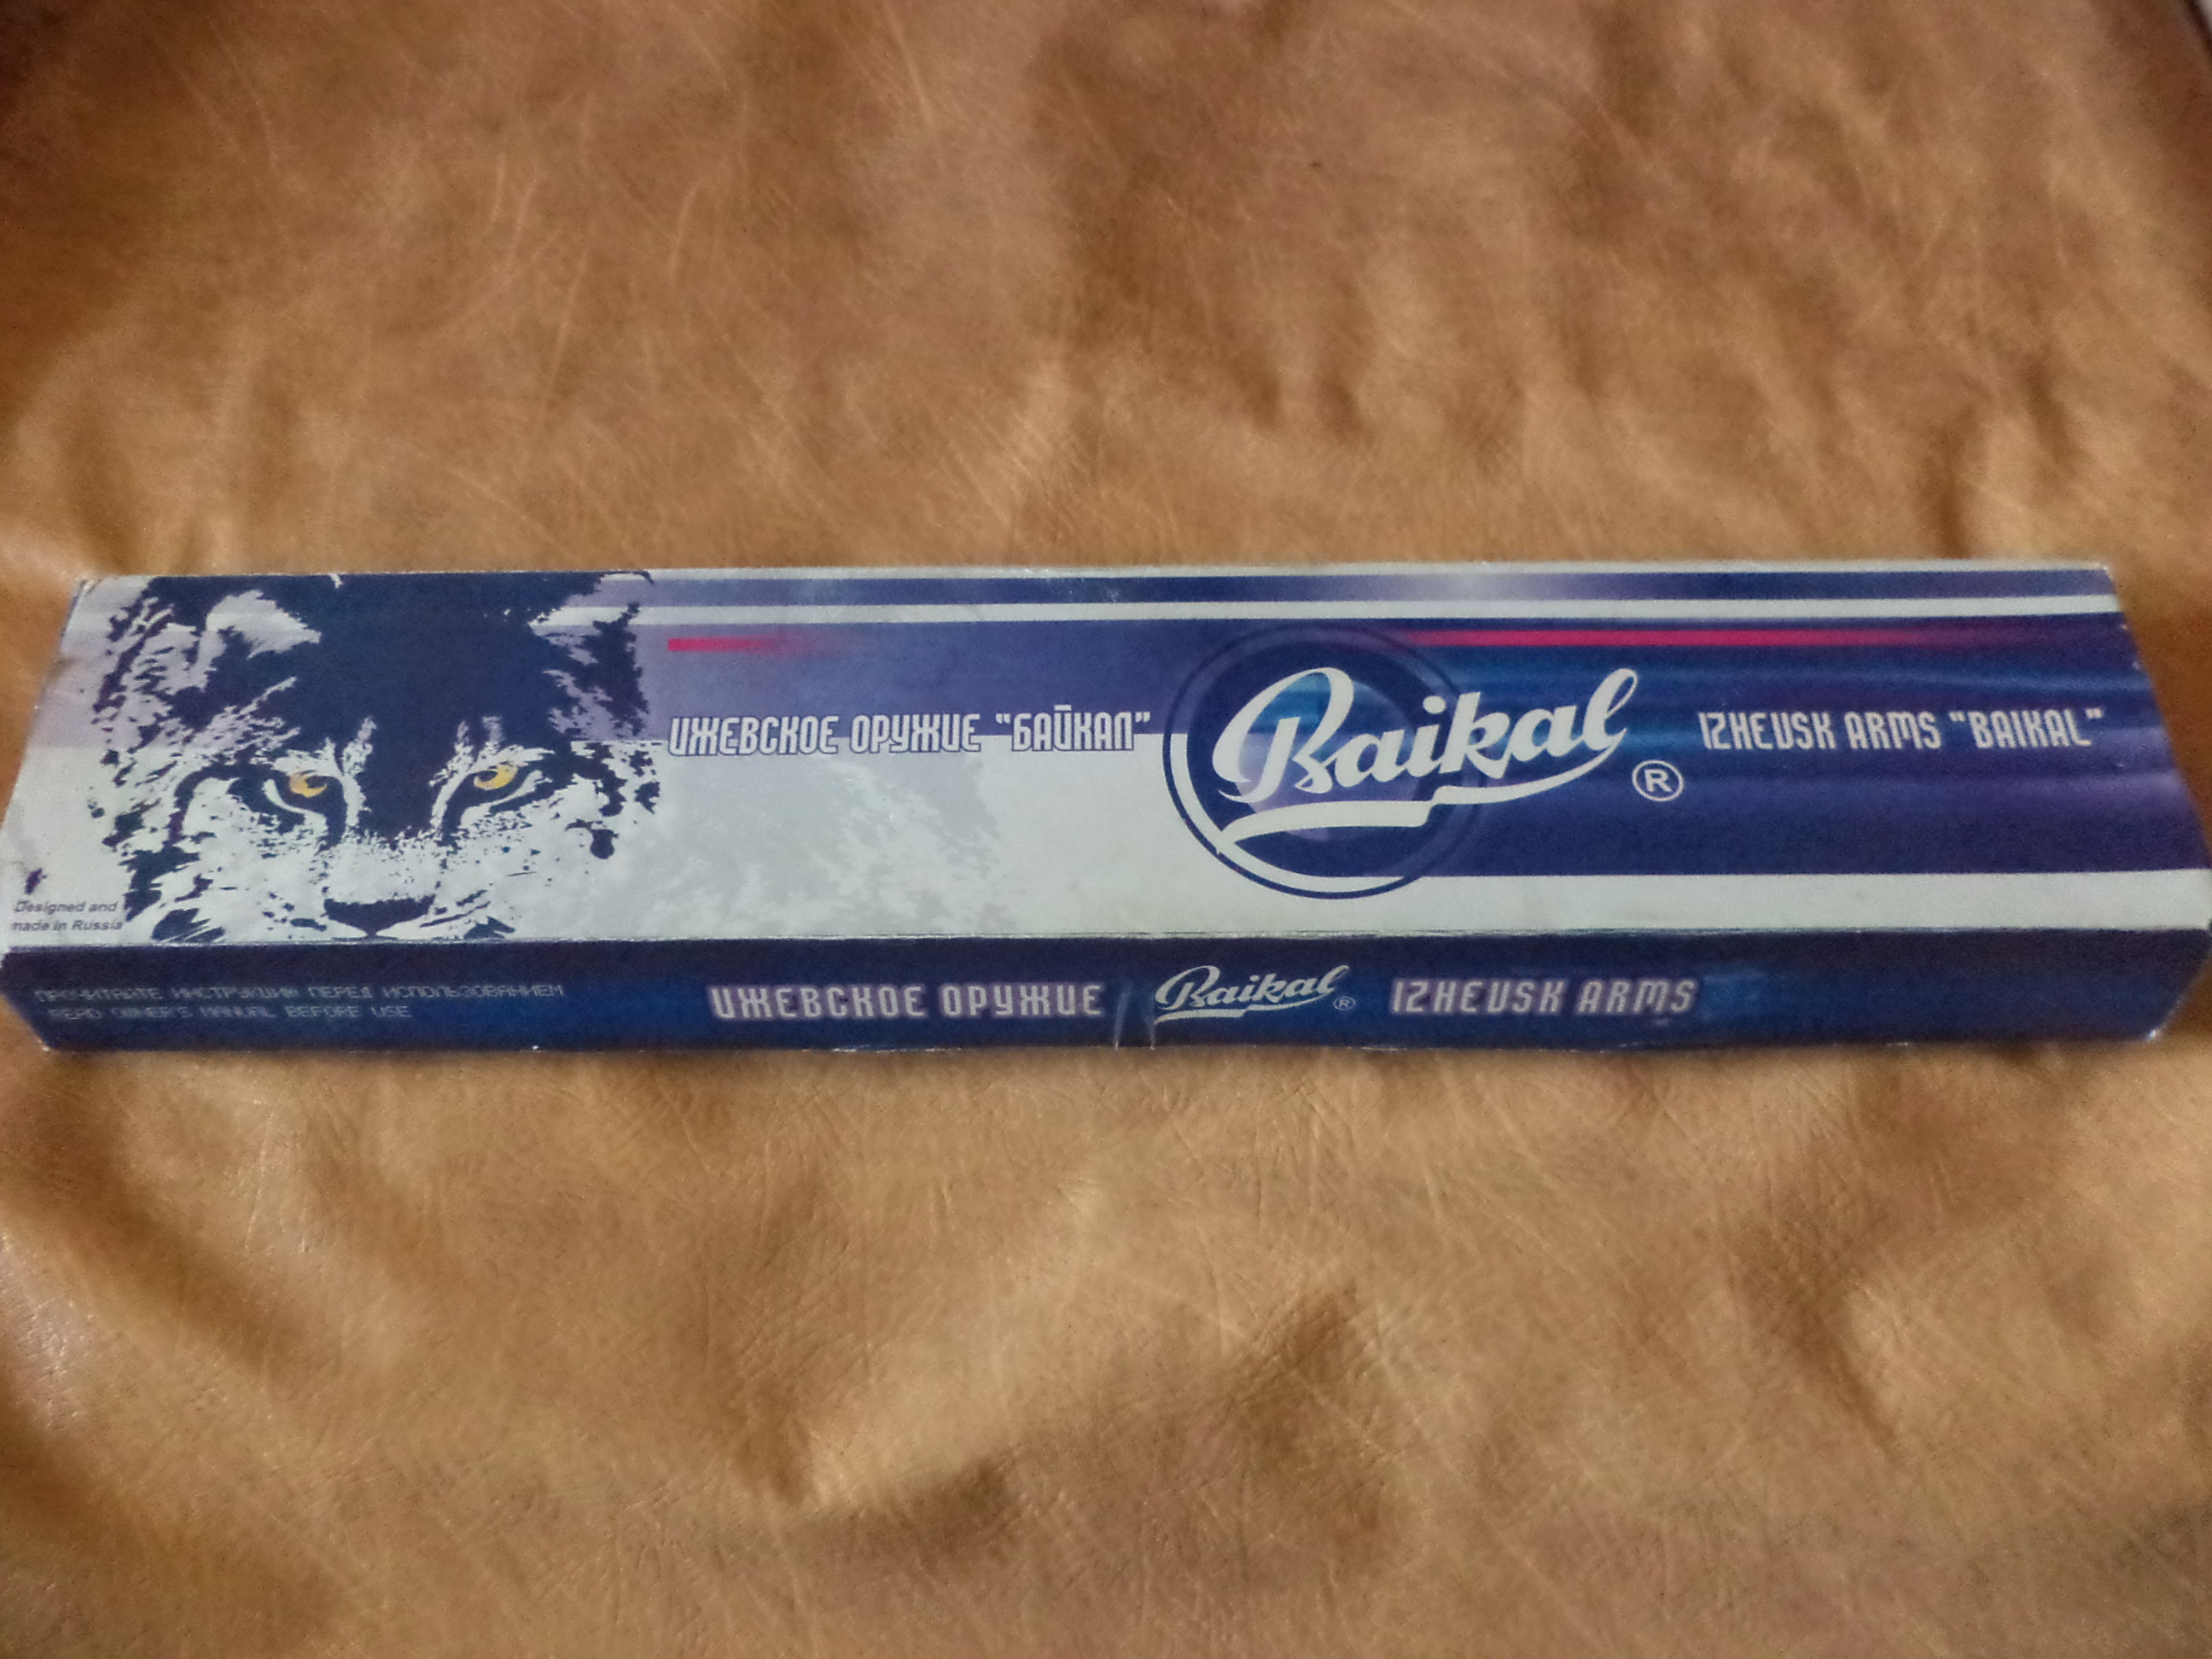 ИЖЕВСКОЕ ОРУЖИЕ "БАЙКАЛ"
Baikal ®
IZHEVSK ARMS "BAIKAL"
Designed and
made in Russia
ПРОЧИТАЙТЕ ИНСТРУКЦИЮ ПЕРЕД ИСПОЛЬЗОВАНИЕМ
READ OWNER'S MANUAL BEFORE USE
ИЖЕВСКОЕ ОРУЖИЕ Baikal ® IZHEVSK ARMS